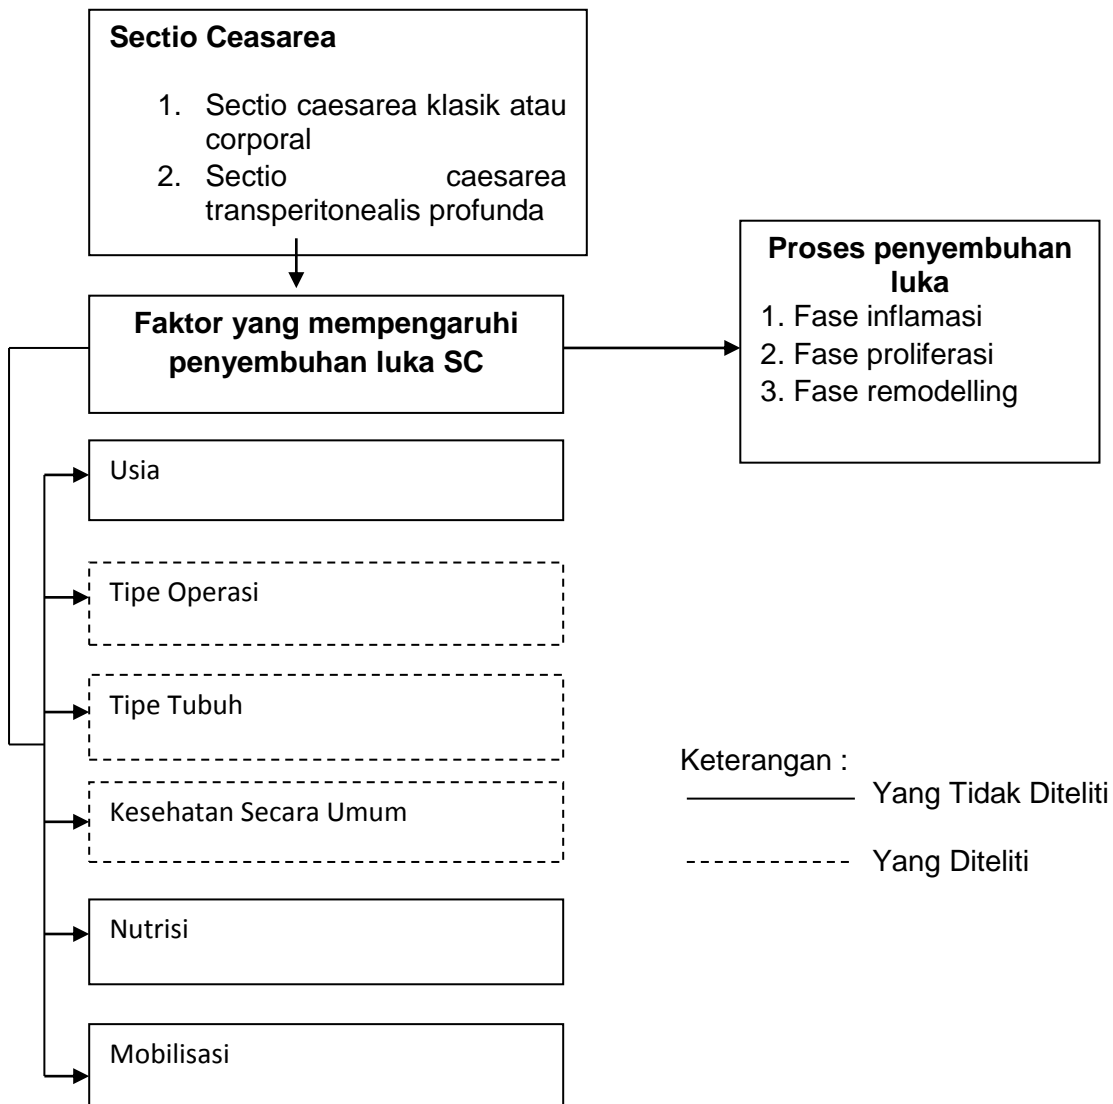 Sectio Ceasarea
1. Sectio caesarea klasik atau
corporal
2. Sectio caesarea
transperitonealis profunda
Faktor yang mempengaruhi
penyembuhan luka SC
Proses penyembuhan
luka
1. Fase inflamasi
2. Fase proliferasi
3. Fase remodelling
Usia
Tipe Operasi
Tipe Tubuh
Kesehatan Secara Umum
Nutrisi
Mobilisasi
Keterangan :
Yang Tidak Diteliti
Yang Diteliti